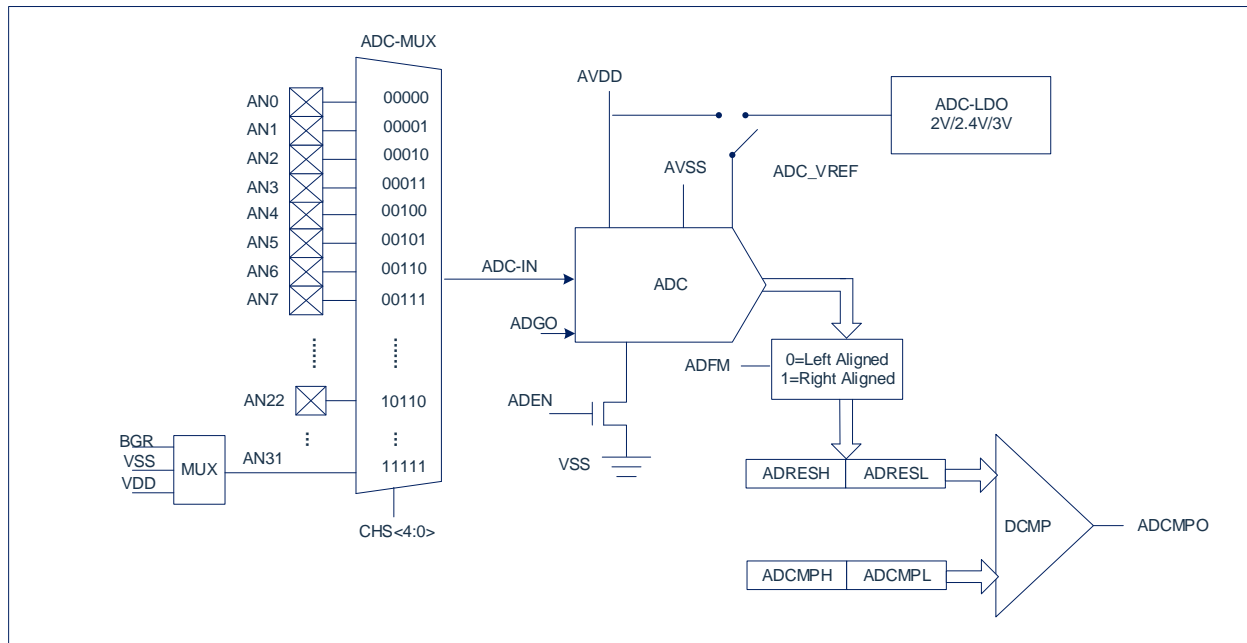 ADC-MUX
AN0
00000
AN1
00001
AN2
00010
AN3
00011
AN4
00100
AN5
00101
AN6
00110
AN7
00111
AN22
10110
BGR
VSS
VDD
MUX
AN31
11111
CHS<4:0>
AVDD
AVSS
ADC-LDO
2V/2.4V/3V
ADC_VREF
ADC-IN
ADC
ADGO
ADEN
VSS
ADFM
0=Left Aligned
1=Right Aligned
ADRESH
ADRESL
ADCMPH
ADCMPL
DCMP
ADCMPO